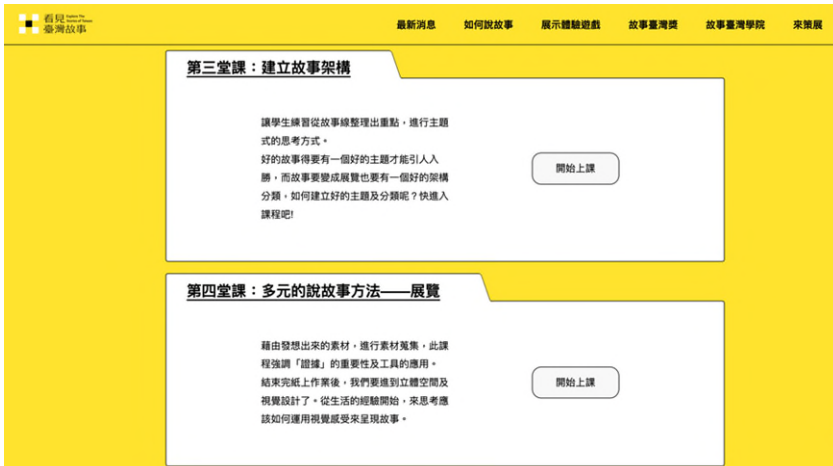 看見 Explore The Stories of Taiwan
臺灣故事
最新消息 如何說故事 展示體驗遊戲 故事臺灣獎 故事臺灣學院 來策展
第三堂課：建立故事架構
讓學生練習從故事線整理出重點，進行主題
式的思考方式。
好的故事得要有一個好的主題才能引人入
勝，而故事要變成展覽也要有一個好的架構
分類，如何建立好的主題及分類呢？快進入
課程吧!
開始上課
第四堂課：多元的說故事方法——展覽
藉由發想出來的素材，進行素材蒐集，此課
程強調「證據」的重要性及工具的應用。
結束完紙上作業後，我們要進到立體空間及
視覺設計了。從生活的經驗開始，來思考應
該如何運用視覺感受來呈現故事。
開始上課